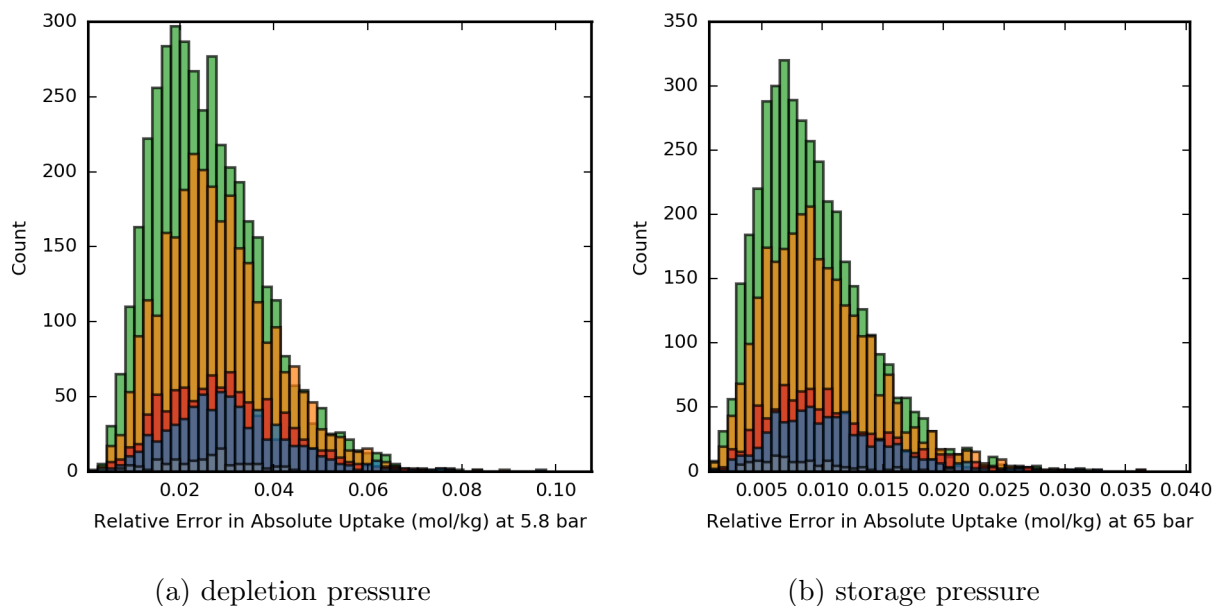 300
250
200
150
100
50
0
Count
0.02 0.04 0.06 0.08 0.10
Relative Error in Absolute Uptake (mol/kg) at 5.8 bar
(a) depletion pressure
350
300
250
200
150
100
50
0
Count
0.005 0.010 0.015 0.020 0.025 0.030 0.035 0.040
Relative Error in Absolute Uptake (mol/kg) at 65 bar
(b) storage pressure